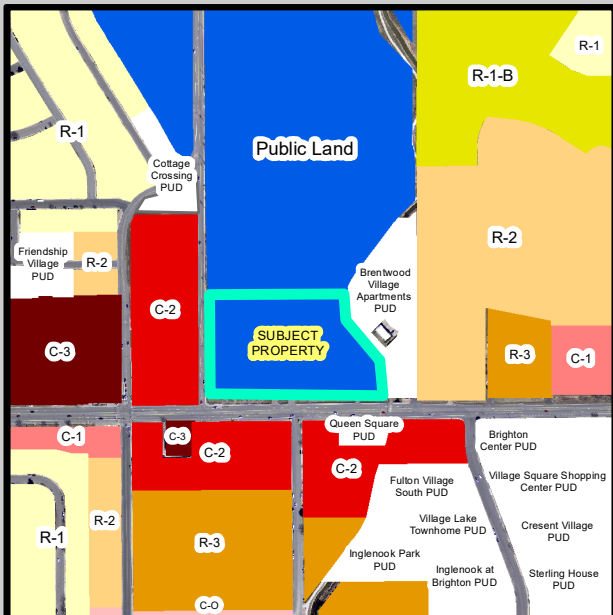 R-1
R-1-B
R-1
Public Land
Cottage
Crossing
PUD
R-2
Friendship
Village
PUD
R-2
Brentwood
Village
Apartments
PUD
C-2
SUBJECT
PROPERTY
C-3
R-3
C-1
Queen Square
PUD
C-1
C-3
C-2
Brighton
Center PUD
C-2
Fulton Village
South PUD
Village Square Shopping
Center PUD
R-2
Village Lake
Townhome PUD
Cresent Village
PUD
R-1
R-3
Inglenook Park
PUD
Inglenook at
Brighton PUD
Sterling House
PUD
C-O